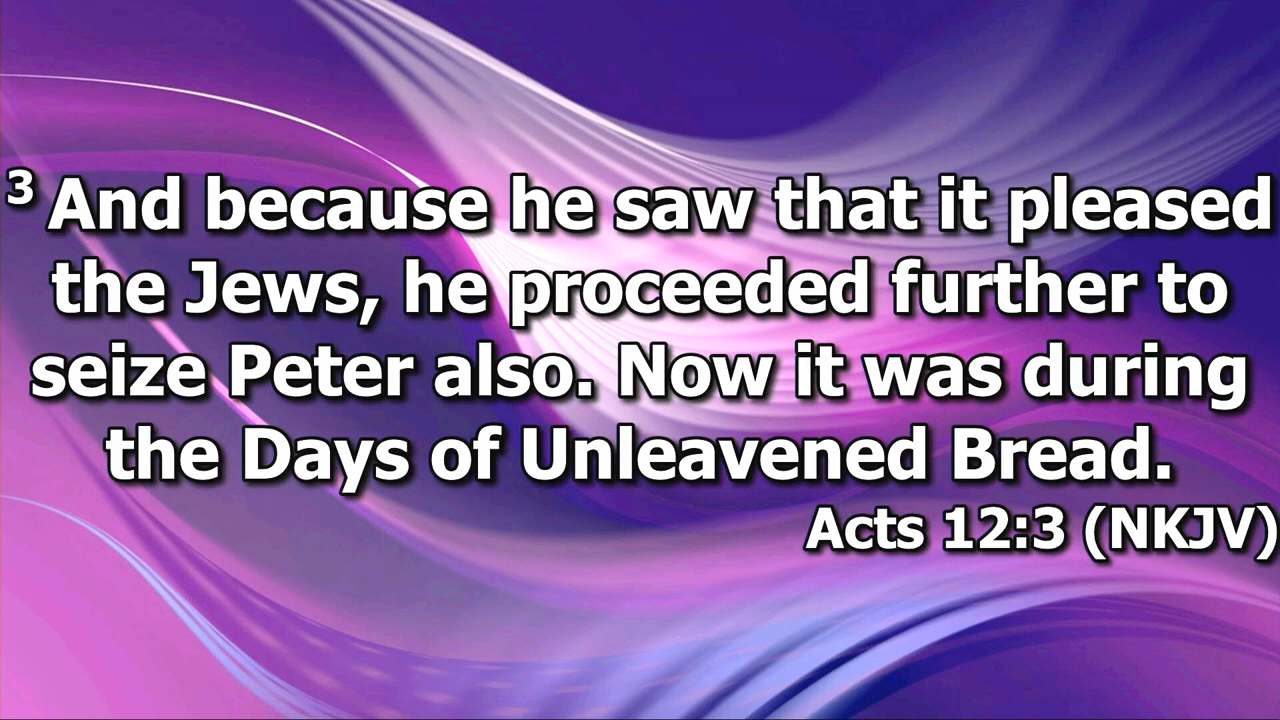 3 And because he saw that it pleased
the Jews, he proceeded further to
seize Peter also. Now it was during
the Days of Unleavened Bread.
Acts 12:3 (NKJV)